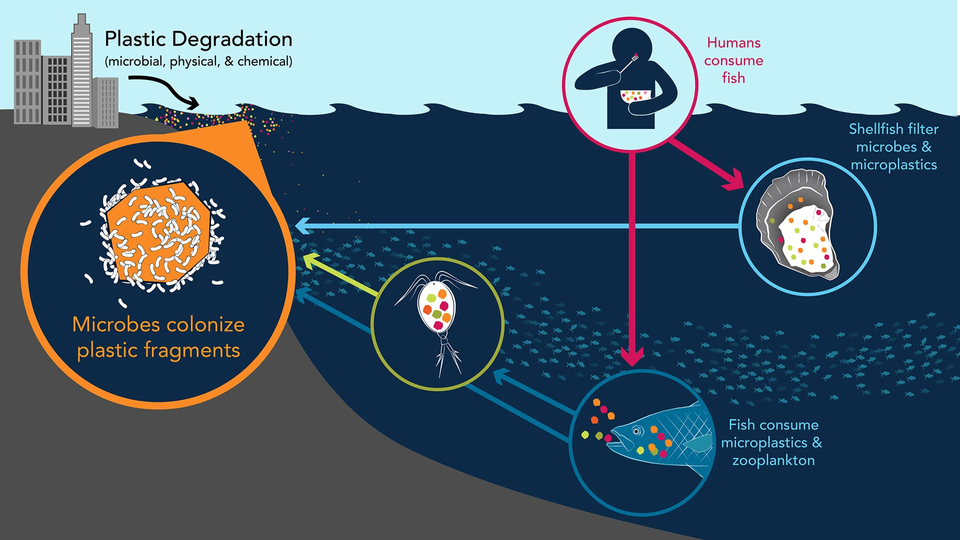 Plastic Degradation
(microbial, physical, & chemical)
Humans
consume
fish
Shellfish filter
microbes &
microplastics
Microbes colonize
plastic fragments
Fish consume
microplastics &
zooplankton